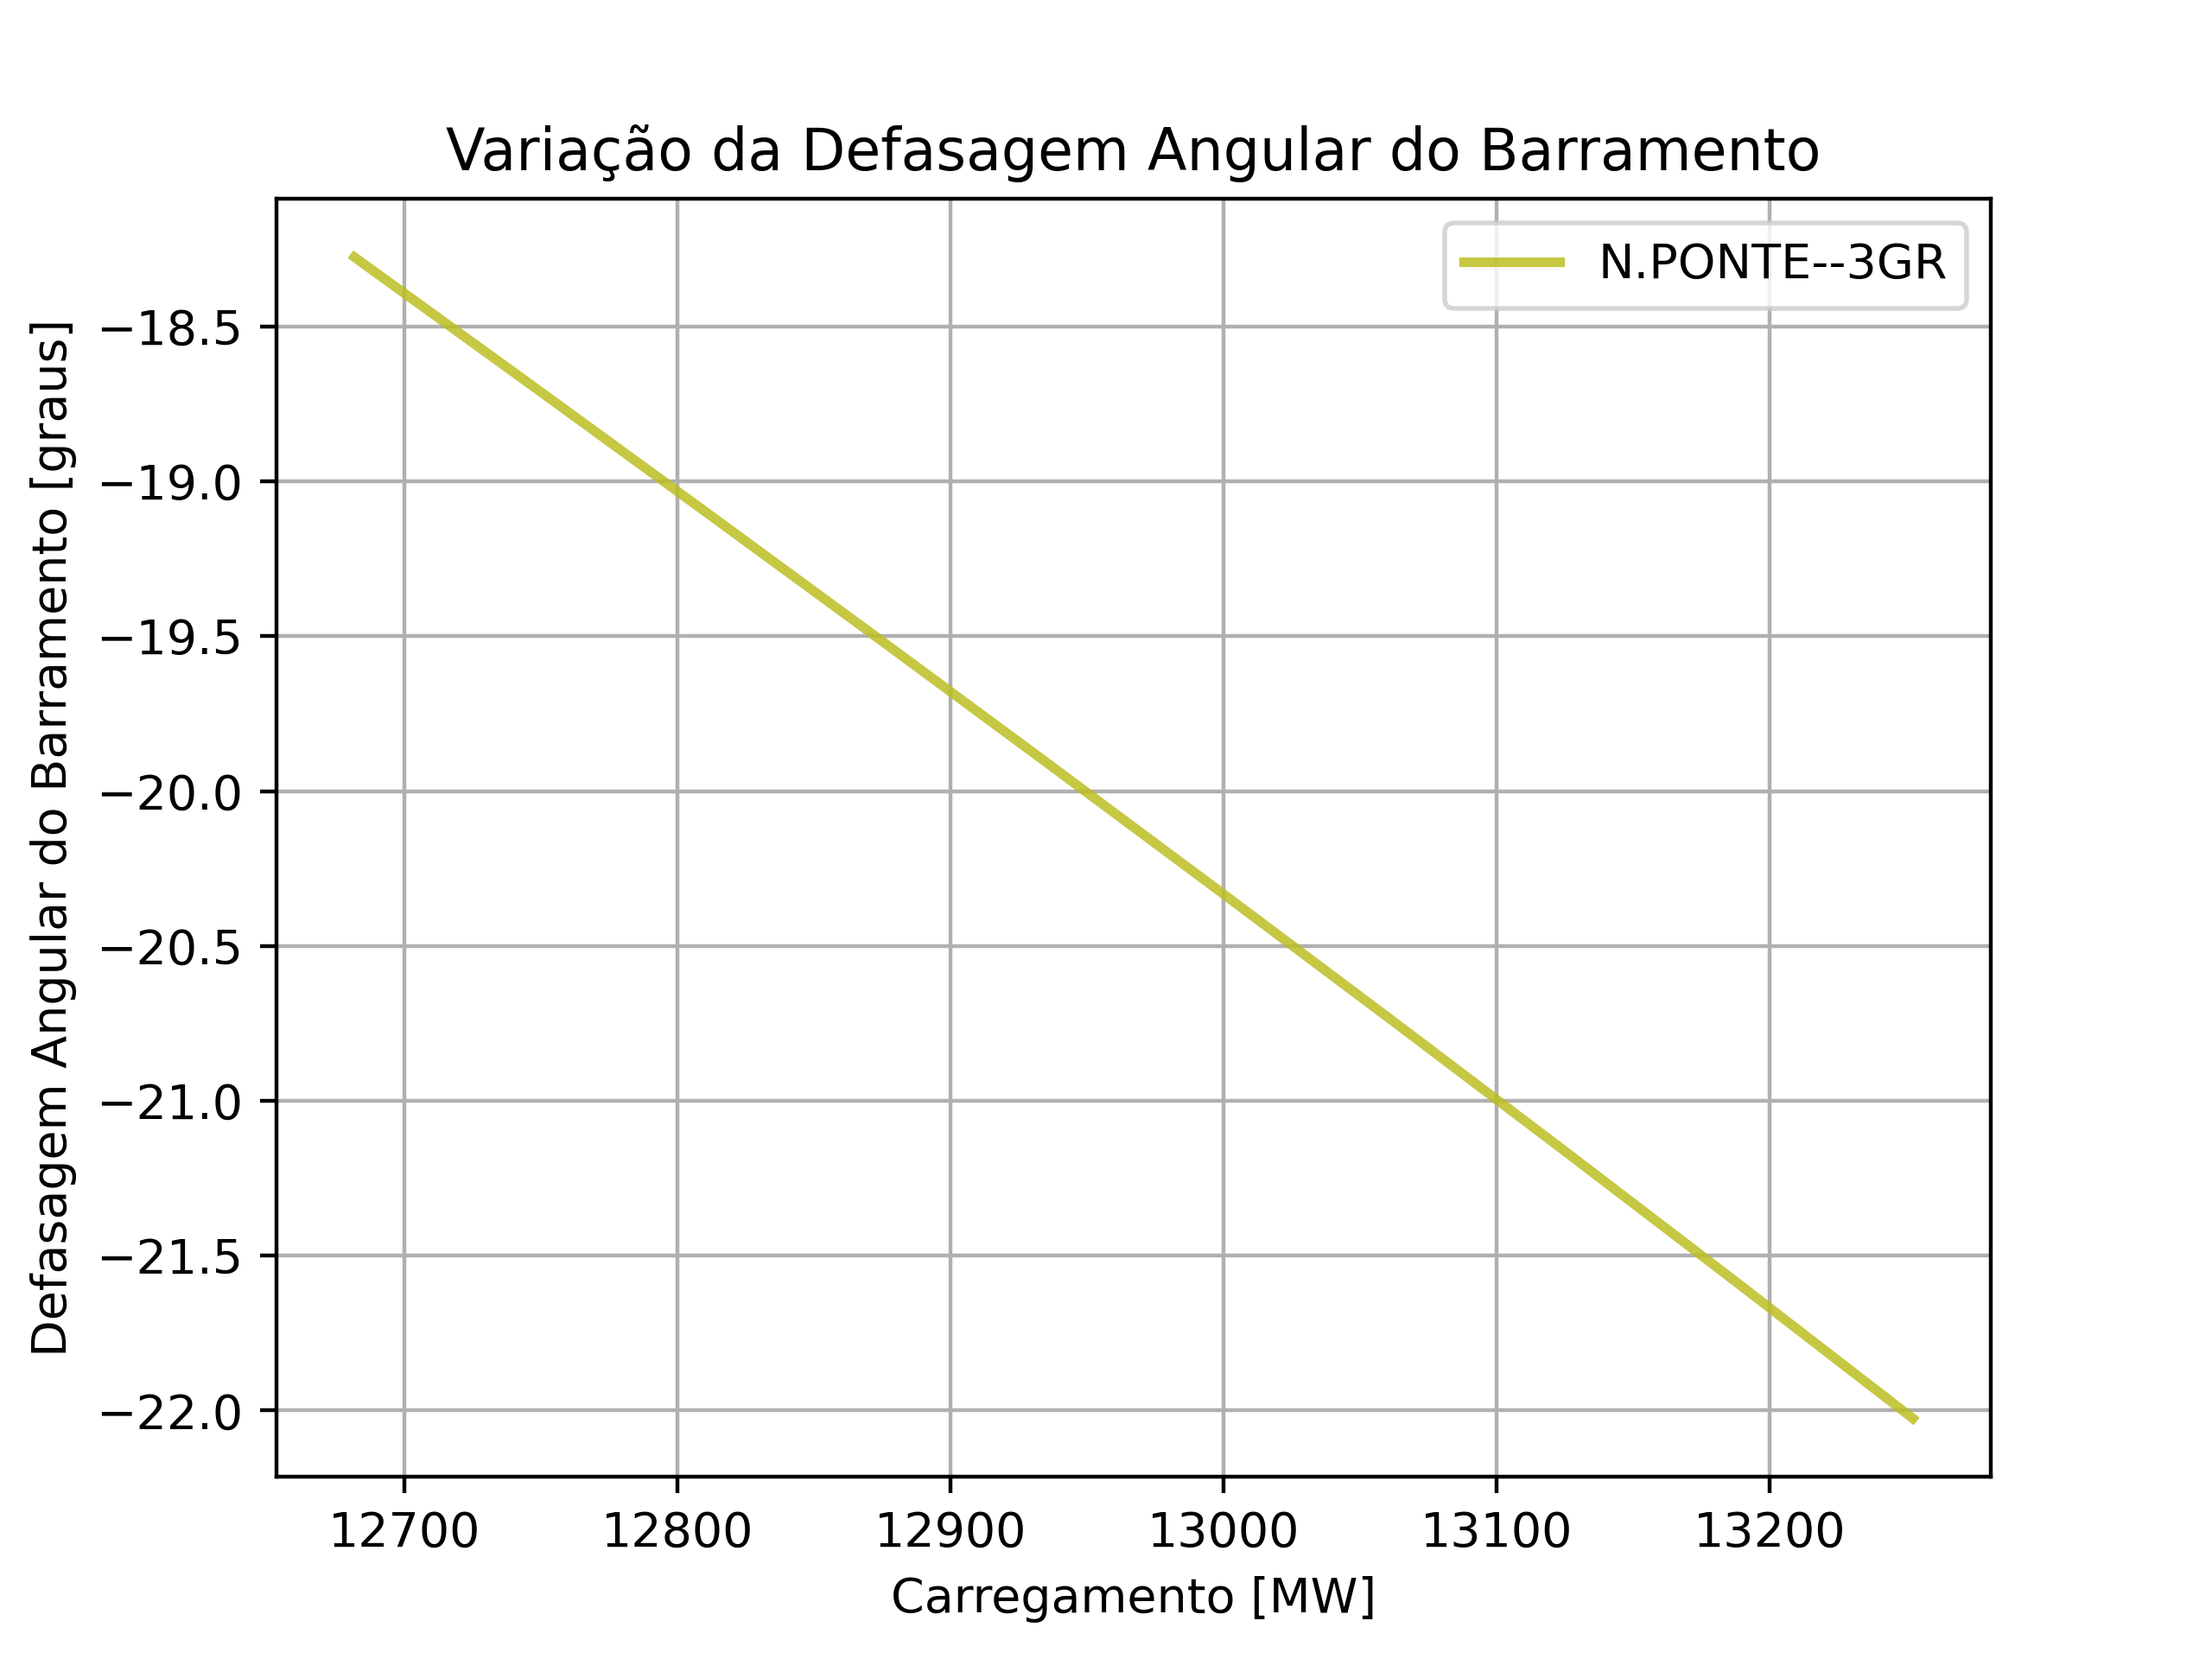 Variação da Defasagem Angular do Barramento
N.PONTE--3GR
Defasagem Angular do Barramento [graus]
−18.5
−19.0
−19.5
−20.0
−20.5
−21.0
−21.5
−22.0
12700 12800 12900 13000 13100 13200
Carregamento [MW]